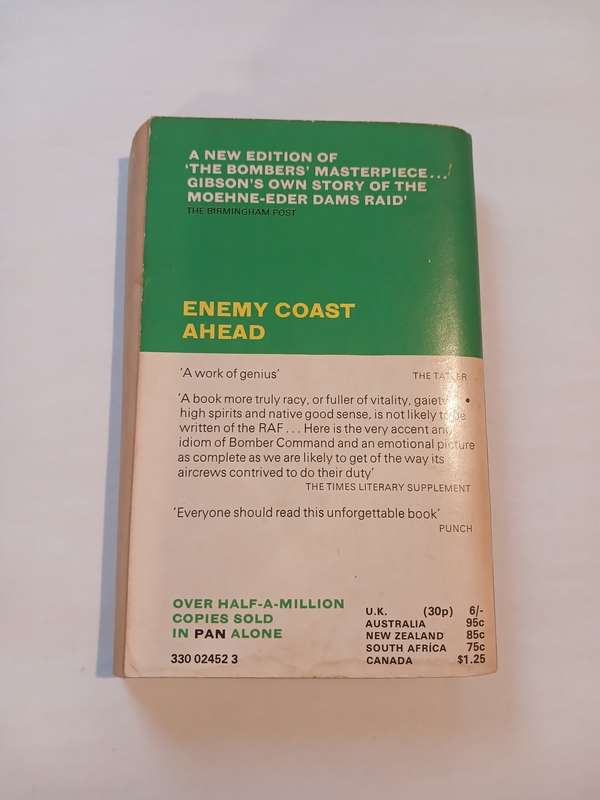 A NEW EDITION OF
'THE BOMBERS' MASTERPIECE...
GIBSON'S OWN STORY OF THE
MOEHNE-EDER DAMS RAID'
THE BIRMINGHAM POST
ENEMY COAST
AHEAD
'A work of genius'
THE TATLER
'A book more truly racy, or fuller of vitality, gaiety,
high spirits and native good sense, is not likely to be
written of the RAF... Here is the very accent and
idiom of Bomber Command and an emotional picture
as complete as we are likely to get of the way its
aircrews contrived to do their duty'
THE TIMES LITERARY SUPPLEMENT
'Everyone should read this unforgettable book'
PUNCH
OVER HALF-A-MILLION
COPIES SOLD
IN PAN ALONE
330 02452 3
U.K. (30p) 6/-
AUSTRALIA 95c
NEW ZEALAND 85c
SOUTH AFRICA 75c
CANADA $1.25